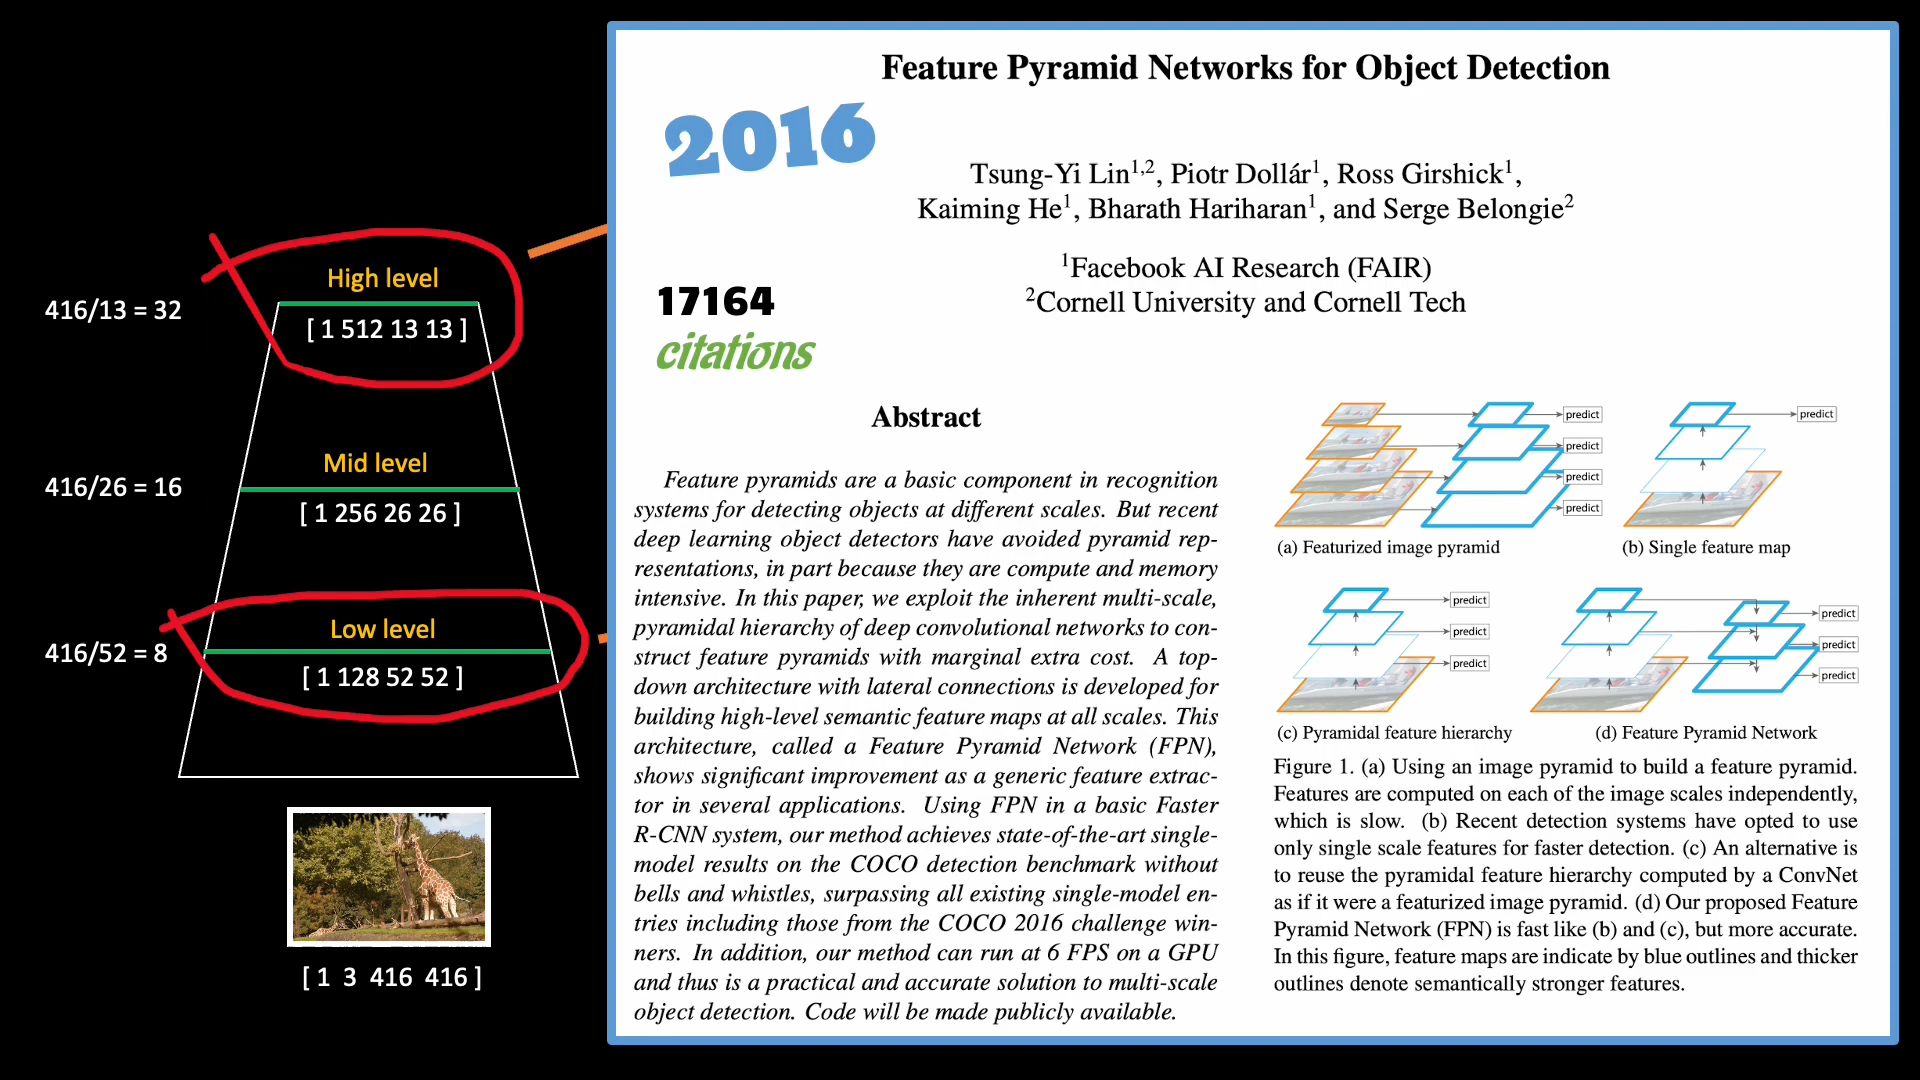 High level
416/13 = 32
[ 1 512 13 13 ]
Mid level
416/26 = 16
[ 1 256 26 26 ]
Low level
416/52 = 8
[ 1 128 52 52 ]
[ 1 3 416 416 ]
Feature Pyramid Networks for Object Detection
2016
Tsung-Yi Lin1,2, Piotr Dollár1, Ross Girshick1,
Kaiming He1, Bharath Hariharan1, and Serge Belongie2
1Facebook AI Research (FAIR)
2Cornell University and Cornell Tech
17164
citations
Abstract
Feature pyramids are a basic component in recognition
systems for detecting objects at different scales. But recent
deep learning object detectors have avoided pyramid rep-
resentations, in part because they are compute and memory
intensive. In this paper, we exploit the inherent multi-scale,
pyramidal hierarchy of deep convolutional networks to con-
struct feature pyramids with marginal extra cost. A top-
down architecture with lateral connections is developed for
building high-level semantic feature maps at all scales. This
architecture, called a Feature Pyramid Network (FPN),
shows significant improvement as a generic feature extrac-
tor in several applications. Using FPN in a basic Faster
R-CNN system, our method achieves state-of-the-art single-
model results on the COCO detection benchmark without
bells and whistles, surpassing all existing single-model en-
tries including those from the COCO 2016 challenge win-
ners. In addition, our method can run at 6 FPS on a GPU
and thus is a practical and accurate solution to multi-scale
object detection. Code will be made publicly available.
predict
predict
predict
predict
(a) Featurized image pyramid
predict
(b) Single feature map
predict
predict
predict
(c) Pyramidal feature hierarchy
predict
predict
predict
(d) Feature Pyramid Network
Figure 1. (a) Using an image pyramid to build a feature pyramid.
Features are computed on each of the image scales independently,
which is slow. (b) Recent detection systems have opted to use
only single scale features for faster detection. (c) An alternative is
to reuse the pyramidal feature hierarchy computed by a ConvNet
as if it were a featurized image pyramid. (d) Our proposed Feature
Pyramid Network (FPN) is fast like (b) and (c), but more accurate.
In this figure, feature maps are indicate by blue outlines and thicker
outlines denote semantically stronger features.